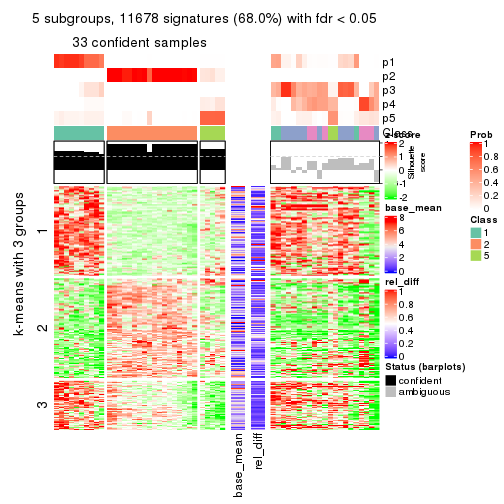 5 subgroups, 11678 signatures (68.0%) with fdr < 0.05
33 confident samples
p1
p2
p3
p4
p5
Class
k-means with 3 groups
1
2
3
base_mean
rel_diff
Silhouette
score
z-score
2
1
0
-1
-2
base_mean
8
6
4
2
0
rel_diff
1
0.8
0.6
0.4
0.2
0
Status (barplots)
confident
ambiguous
Prob
1
0.8
0.6
0.4
0.2
0
Class
1
2
5